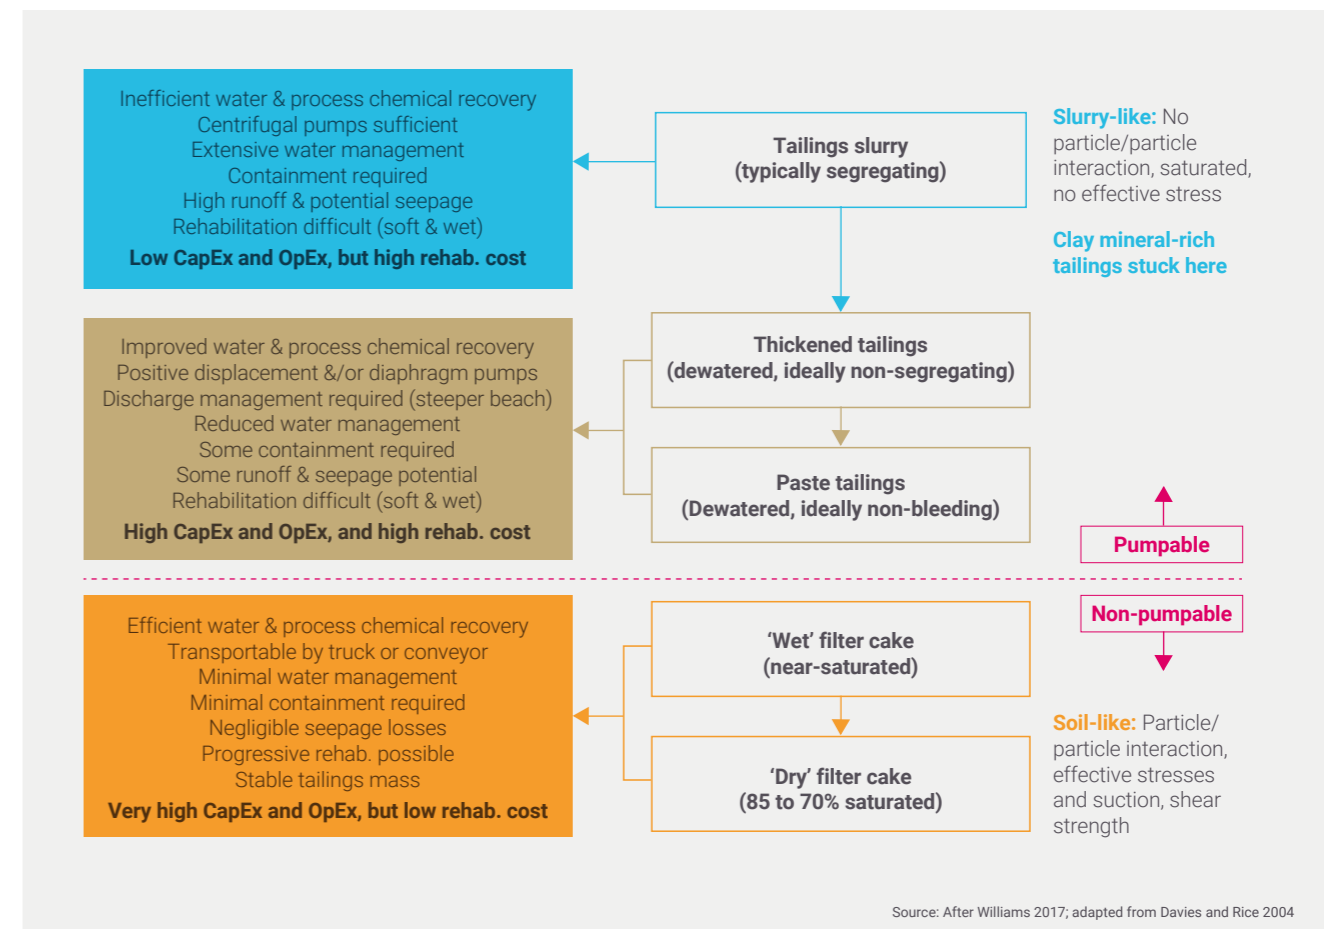 Inefficient water & process chemical recovery
Centrifugal pumps sufficient
Extensive water management
Containment required
High runoff & potential seepage
Rehabilitation difficult (soft & wet)
Low CapEx and OpEx, but high rehab. cost
Tailings slurry
(typically segregating)
Slurry-like: No
particle/particle
interaction, saturated,
no effective stress
Clay mineral-rich
tailings stuck here
Improved water & process chemical recovery
Positive displacement &/or diaphragm pumps
Discharge management required (steeper beach)
Reduced water management
Some containment required
Some runoff & seepage potential
Rehabilitation difficult (soft & wet)
High CapEx and OpEx, and high rehab. cost
Thickened tailings
(dewatered, ideally non-segregating)
Paste tailings
(Dewatered, ideally non-bleeding)
Pumpable
Non-pumpable
Efficient water & process chemical recovery
Transportable by truck or conveyor
Minimal water management
Minimal containment required
Negligible seepage losses
Progressive rehab. possible
Stable tailings mass
Very high CapEx and OpEx, but low rehab. cost
‘Wet’ filter cake
(near-saturated)
‘Dry’ filter cake
(85 to 70% saturated)
Soil-like: Particle/
particle interaction,
effective stresses
and suction, shear
strength
Source: After Williams 2017; adapted from Davies and Rice 2004